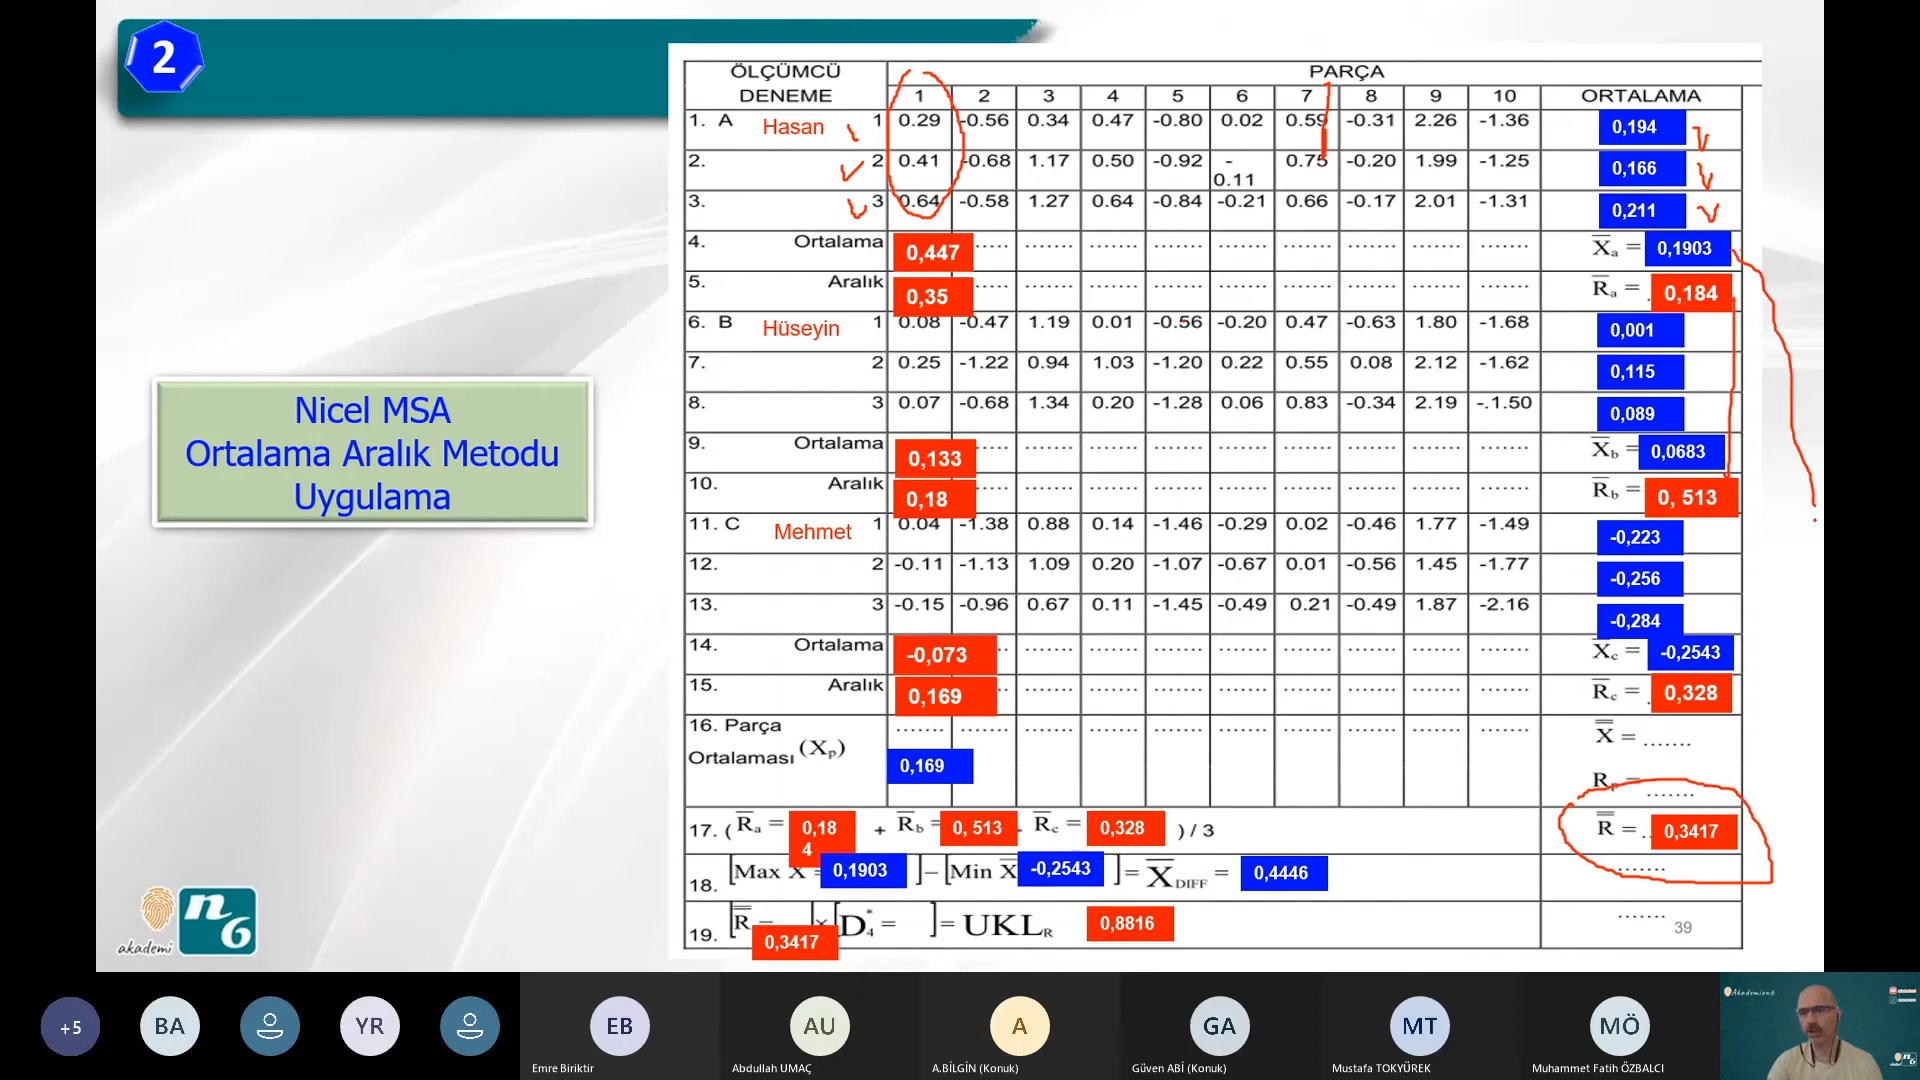 2
ÖLÇÜMCÜ PARÇA
DENEME 1 2 3 4 5 6 7 8 9 10 ORTALAMA
1. A Hasan 1 0.29 -0.56 0.34 0.47 -0.80 0.02 0.59 -0.31 2.26 -1.36 0,194
2. 2 0.41 -0.68 1.17 0.50 -0.92 -0.11 0.75 -0.20 1.99 -1.25 0,166
3. 3 0.64 -0.58 1.27 0.64 -0.84 -0.21 0.66 -0.17 2.01 -1.31 0,211
4. Ortalama 0,447 ..... ....... ....... ....... ....... ....... ....... ....... ....... X̅a = 0,1903
5. Aralık 0,35 ..... ....... ....... ....... ....... ....... ....... ....... ....... R̅a = . 0,184
6. B Hüseyin 1 0.08 -0.47 1.19 0.01 -0.56 -0.20 0.47 -0.63 1.80 -1.68 0,001
7. 2 0.25 -1.22 0.94 1.03 -1.20 0.22 0.55 0.08 2.12 -1.62 0,115
8. 3 0.07 -0.68 1.34 0.20 -1.28 0.06 0.83 -0.34 2.19 -.1.50 0,089
9. Ortalama 0,133 ..... ....... ....... ....... ....... ....... ....... ....... ....... X̅b = 0,0683
10. Aralık 0,18 ..... ....... ....... ....... ....... ....... ....... ....... ....... R̅b = 0, 513
11. C Mehmet 1 0.04 -1.38 0.88 0.14 -1.46 -0.29 0.02 -0.46 1.77 -1.49 -0,223
12. 2 -0.11 -1.13 1.09 0.20 -1.07 -0.67 0.01 -0.56 1.45 -1.77 -0,256
13. 3 -0.15 -0.96 0.67 0.11 -1.45 -0.49 0.21 -0.49 1.87 -2.16 -0,284
14. Ortalama -0,073 .. ....... ....... ....... ....... ....... ....... ....... ....... X̅c = -0,2543
15. Aralık 0,169 .. ....... ....... ....... ....... ....... ....... ....... ....... R̅c = . 0,328
16. Parça ....... ....... ....... ....... ....... ....... ....... ....... ....... ....... X̿ = .......
Ortalaması (Xp) 0,169 Rp = .......
17. ( R̅a = 0,184 + R̅b = 0, 513 R̅c = 0,328 ) / 3 R̿ = .. 0,3417
18. [Max X̅ = 0,1903 ] – [Min X̅ -0,2543 ] = X̅DIFF = 0,4446 .......
19. [R̿ = 0,3417 ] × [D4* = ] = UKLR 0,8816 .......
39
Nicel MSA
Ortalama Aralık Metodu
Uygulama
akademi n6
+5 BA YR EB AU A GA MT MÖ
Emre Biriktir Abdullah UMAÇ A.BİLGİN (Konuk) Güven ABİ (Konuk) Mustafa TOKYÜREK Muhammet Fatih ÖZBALCI